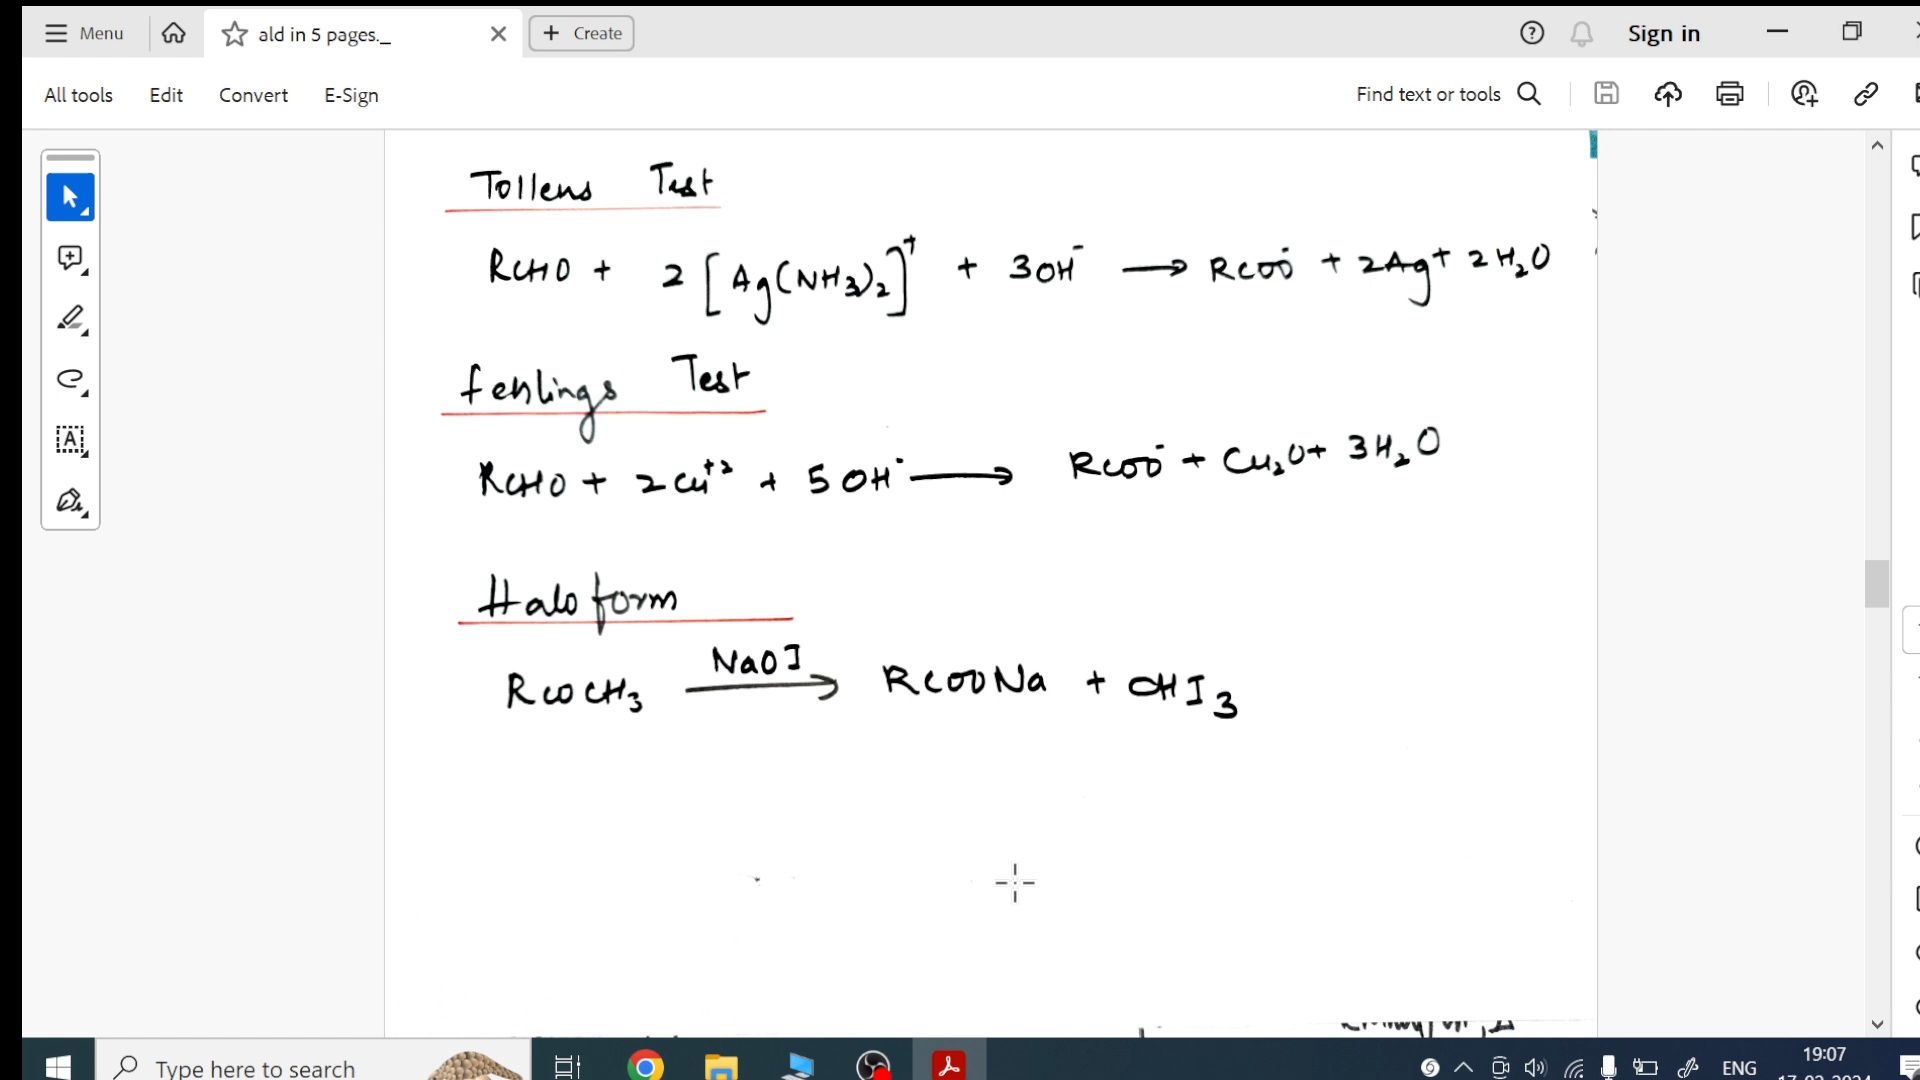 Menu
ald in 5 pages._
Create
Sign in
All tools
Edit
Convert
E-Sign
Find text or tools
Tollens Test
RCHO + 2 [Ag(NH3)2]⁺ + 3OH⁻ → RCOO⁻ + 2Ag + 2H₂O
fehlings Test
RCHO + 2Cu⁺² + 5OH⁻ → RCOO⁻ + Cu₂O + 3H₂O
Haloform
NaOI
RCOCH₃ → RCOONa + CHI₃
Type here to search
ENG
19:07